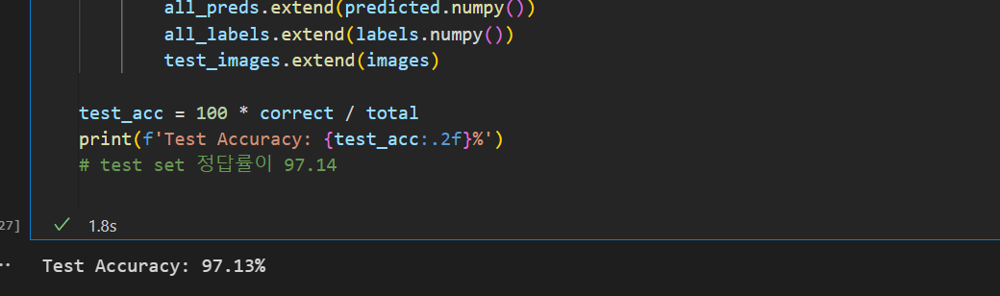 all_preds.extend(predicted.numpy())
all_labels.extend(labels.numpy())
test_images.extend(images)
test_acc = 100 * correct / total
print(f'Test Accuracy: {test_acc:.2f}%')
# test set 정답률이 97.14
27]
1.8s
Test Accuracy: 97.13%